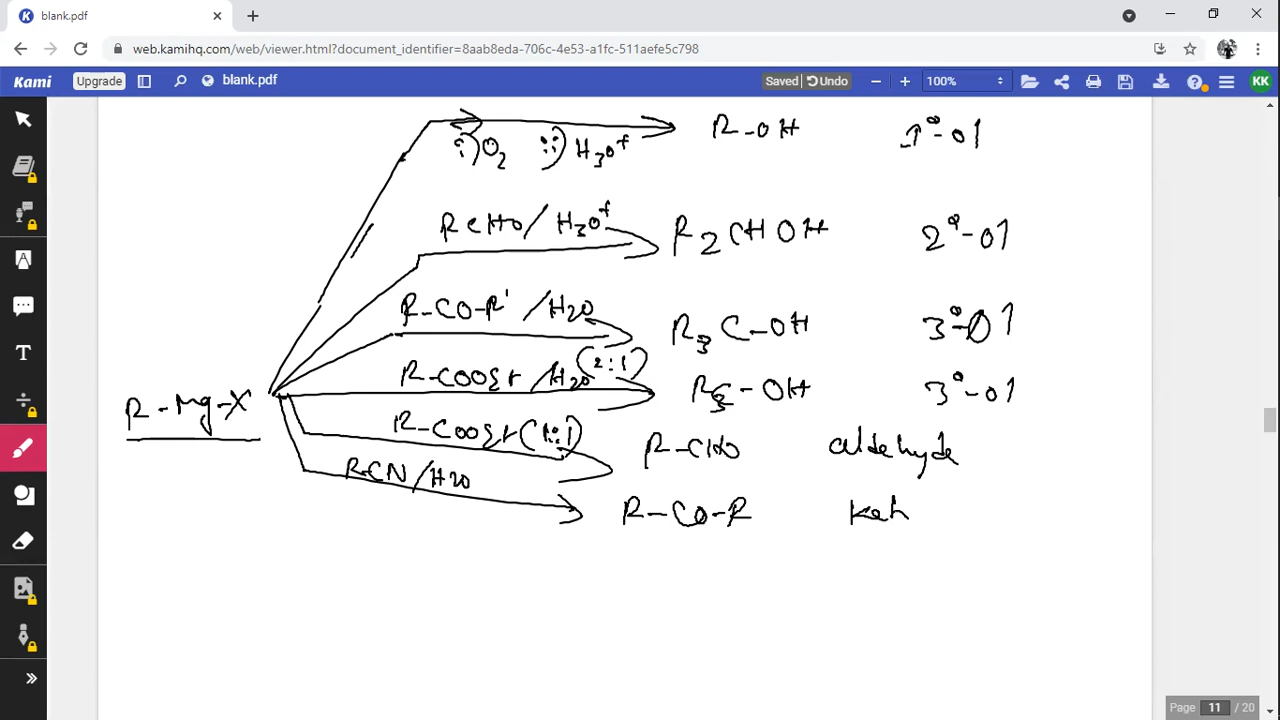 blank.pdf
web.kamihq.com/web/viewer.html?document_identifier=8aab8eda-706c-4e53-a1fc-511aefe5c798
Kami Upgrade blank.pdf Saved Undo 100% KK
i) O2 ii) H3O+ R-OH 1°-ol
RCHO/H3O+ R2CHOH 2°-ol
R-CO-R' /H2O R3C-OH 3°-ol
R-COOEt /H2O (2:1) R3C-OH 3°-ol
R-Mg-X
R-COOEt (1:1) R-CHO aldehyde
RCN/H2O R-CO-R ket
Page 11 / 20